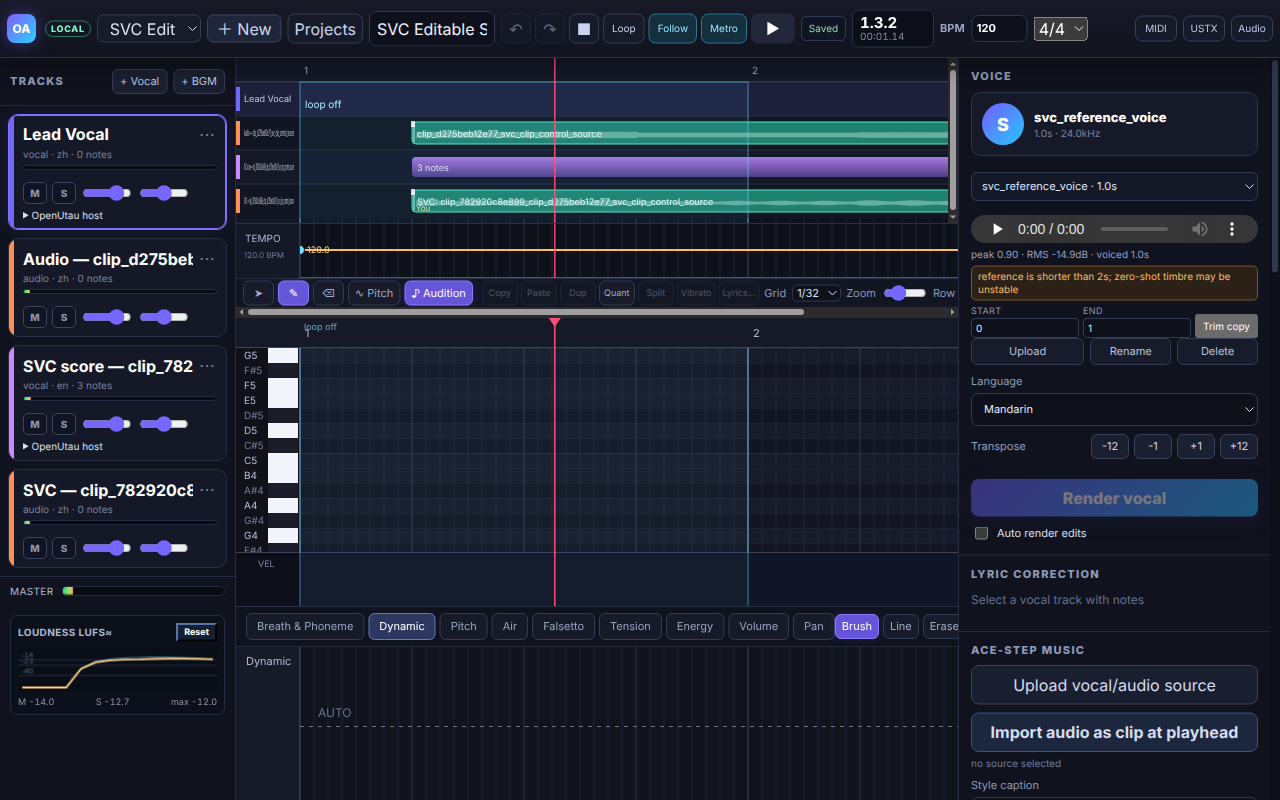 OA LOCAL SVC Edit + New Projects SVC Editable S Loop Follow Metro Saved 1.3.2 00:01.14 BPM 120 4/4 MIDI USTX Audio
TRACKS + Vocal + BGM
Lead Vocal ···
vocal · zh · 0 notes
M S
OpenUtau host
Audio — clip_d275beb ···
audio · zh · 0 notes
M S
SVC score — clip_782 ···
vocal · en · 3 notes
M S
OpenUtau host
SVC — clip_782920c8 ···
audio · zh · 0 notes
M S
MASTER
LOUDNESS LUFS≈ Reset
-14
-23
-40
M -14.0 S -12.7 max -12.0
1 2
Lead Vocal
loop off
clip_d275beb12e77_svc_clip_control_source
3 notes
SVC: clip_782920c8e899_clip_d275beb12e77_svc_clip_control_source
You
TEMPO
120.0 BPM
120.0
Pitch Audition Copy Paste Dup Quant Split Vibrato Lyrics... Grid 1/32 Zoom Row
loop off
1 2
G5
F#5
F5
E5
D#5
D5
C#5
C5
B4
A#4
A4
G#4
G4
F#4
VEL
Breath & Phoneme Dynamic Pitch Air Falsetto Tension Energy Volume Pan Brush Line Erase
Dynamic
AUTO
VOICE
S
svc_reference_voice
1.0s · 24.0kHz
svc_reference_voice · 1.0s
0:00 / 0:00
peak 0.90 · RMS -14.9dB · voiced 1.0s
reference is shorter than 2s; zero-shot timbre may be
unstable
START END
0 1 Trim copy
Upload Rename Delete
Language
Mandarin
Transpose -12 -1 +1 +12
Render vocal
Auto render edits
LYRIC CORRECTION
Select a vocal track with notes
ACE-STEP MUSIC
Upload vocal/audio source
Import audio as clip at playhead
no source selected
Style caption